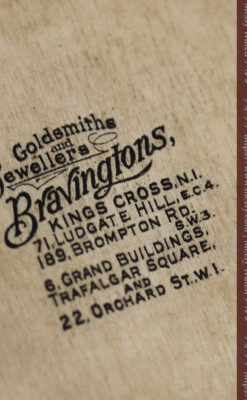 Goldsmiths
and
Jewellers
Bravingtons,
KINGS CROSS, N.1.
71, LUDGATE HILL, E.C.4.
189, BROMPTON RD., S.W.3.
6, GRAND BUILDINGS,
TRAFALGAR SQUARE,
AND
22, ORCHARD ST., W.1.